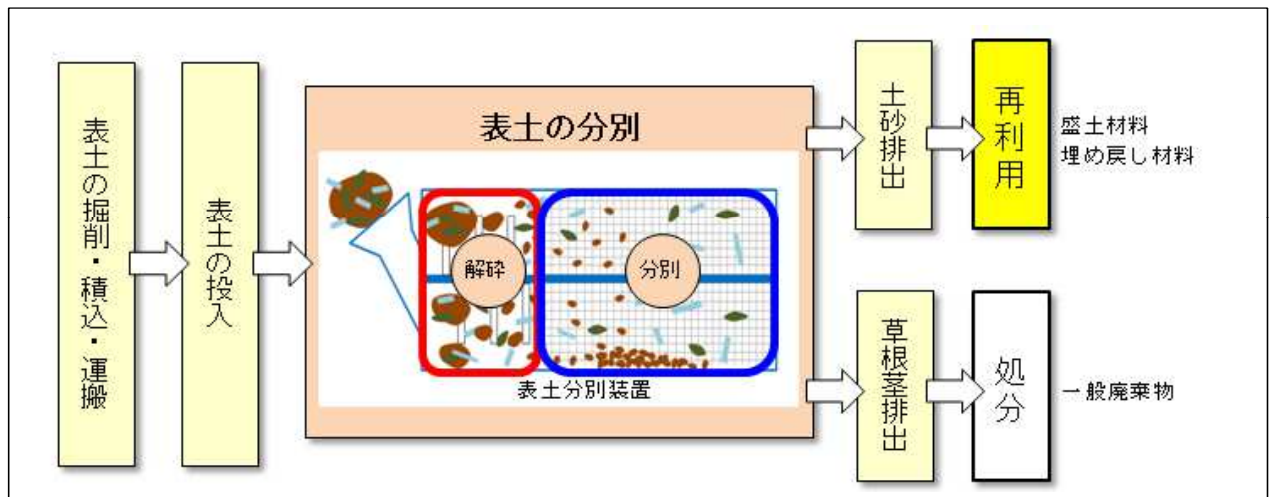 表土の掘削・積込・運搬
表土の投入
表土の分別
解砕
分別
表土分別装置
土砂排出
再利用
盛土材料
埋め戻し材料
草根茎排出
処分
一般廃棄物